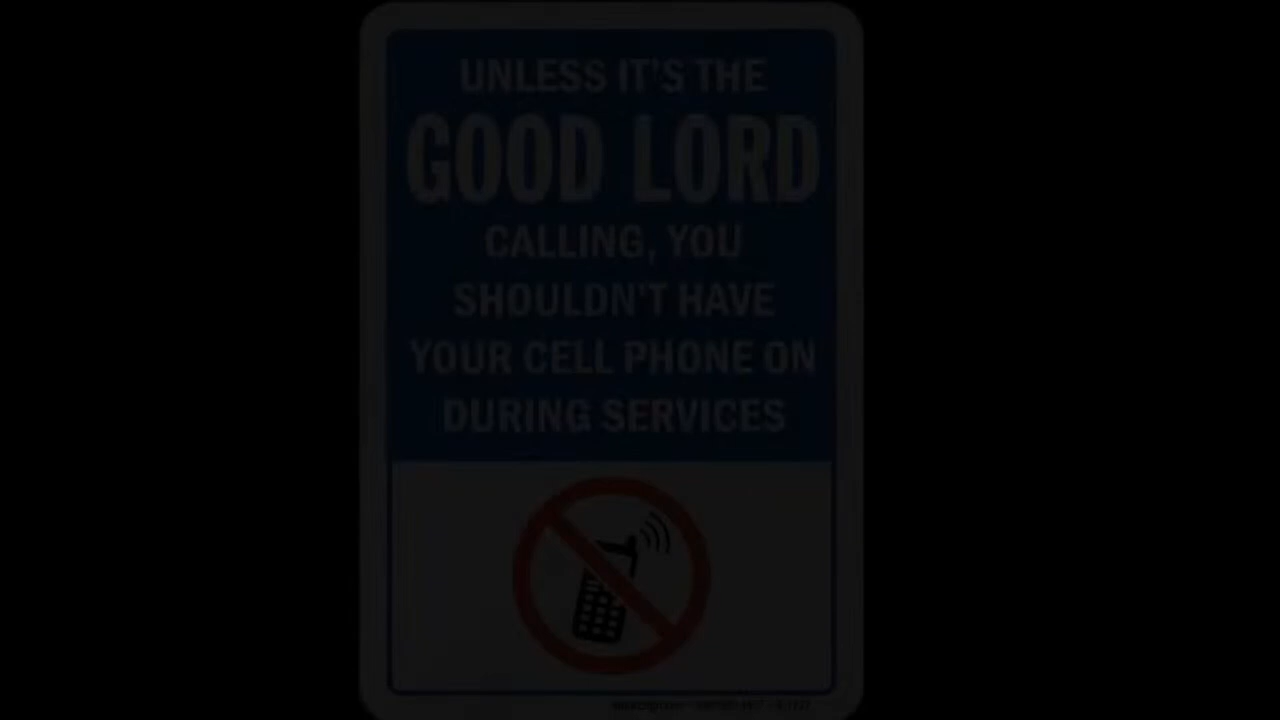 UNLESS IT'S THE
GOOD LORD
CALLING, YOU
SHOULDN'T HAVE
YOUR CELL PHONE ON
DURING SERVICES